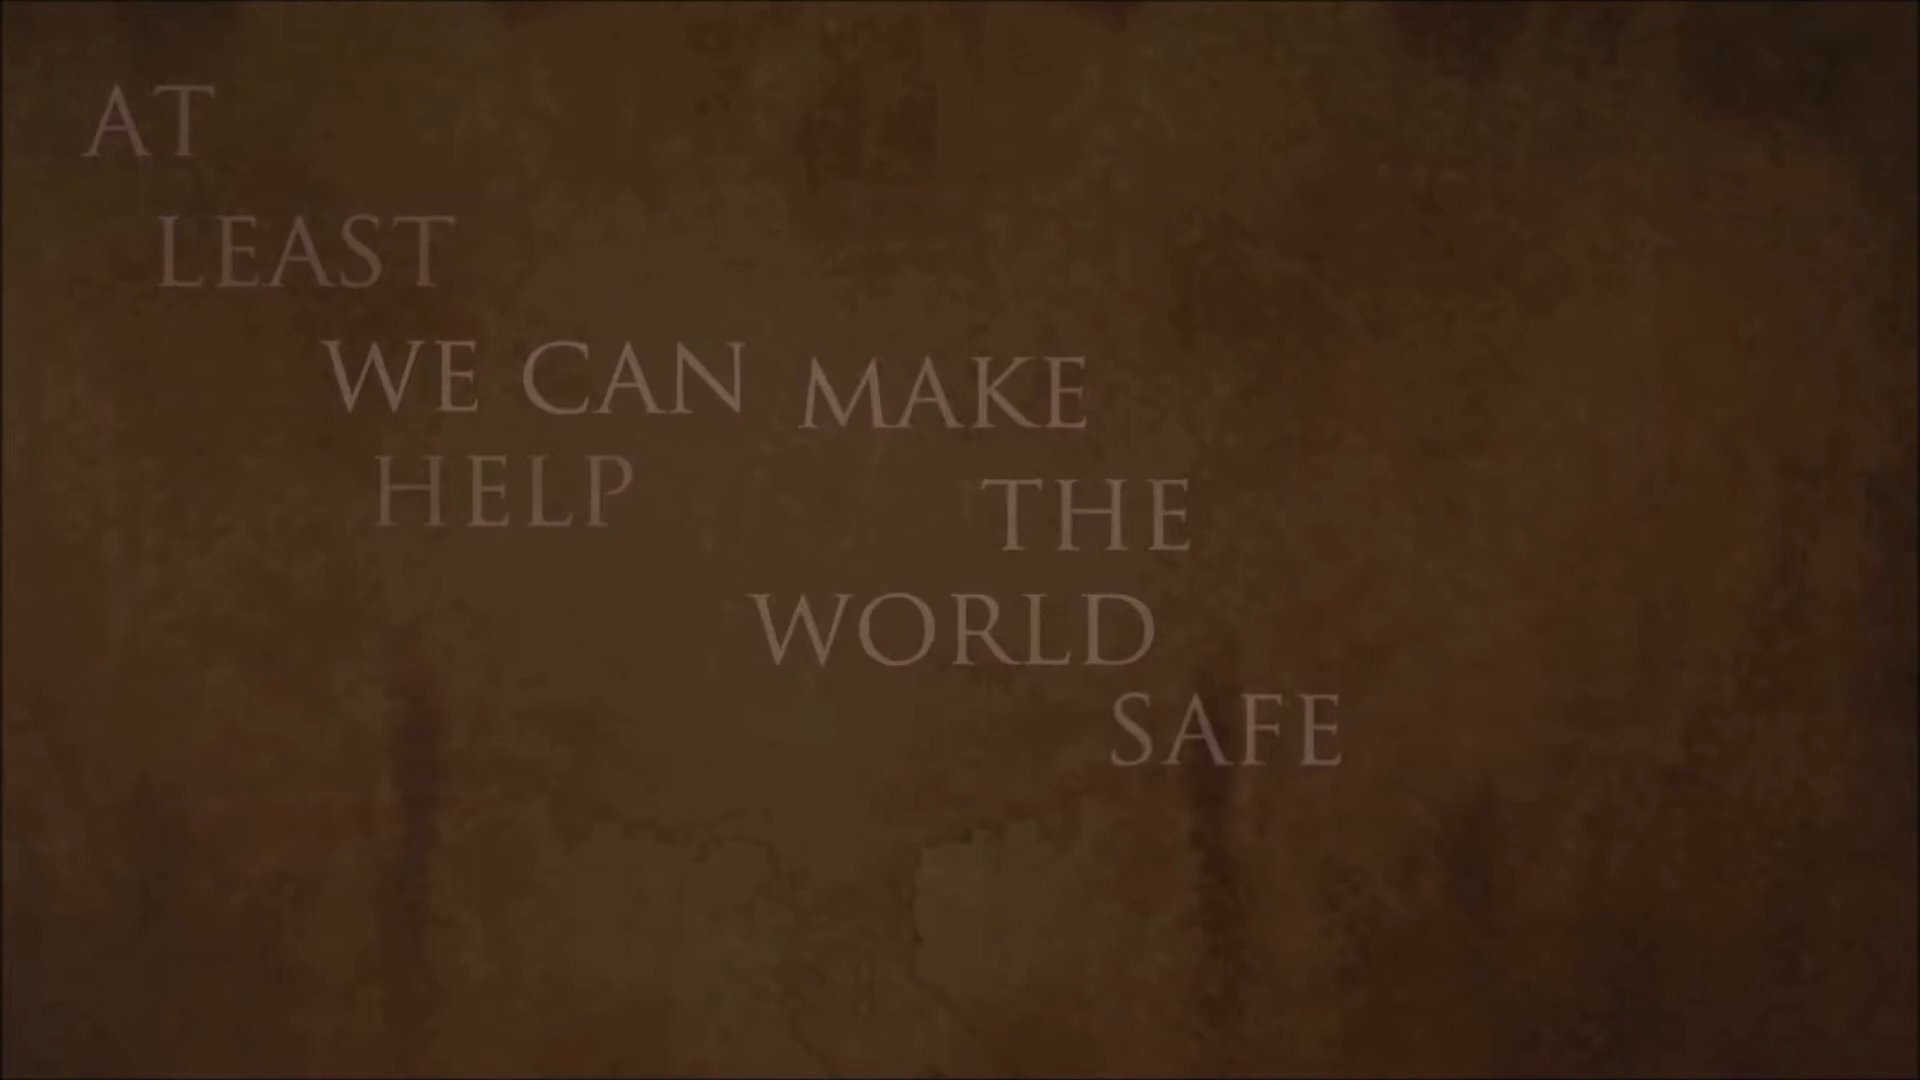 AT
LEAST
WE CAN
HELP
MAKE
THE
WORLD
SAFE